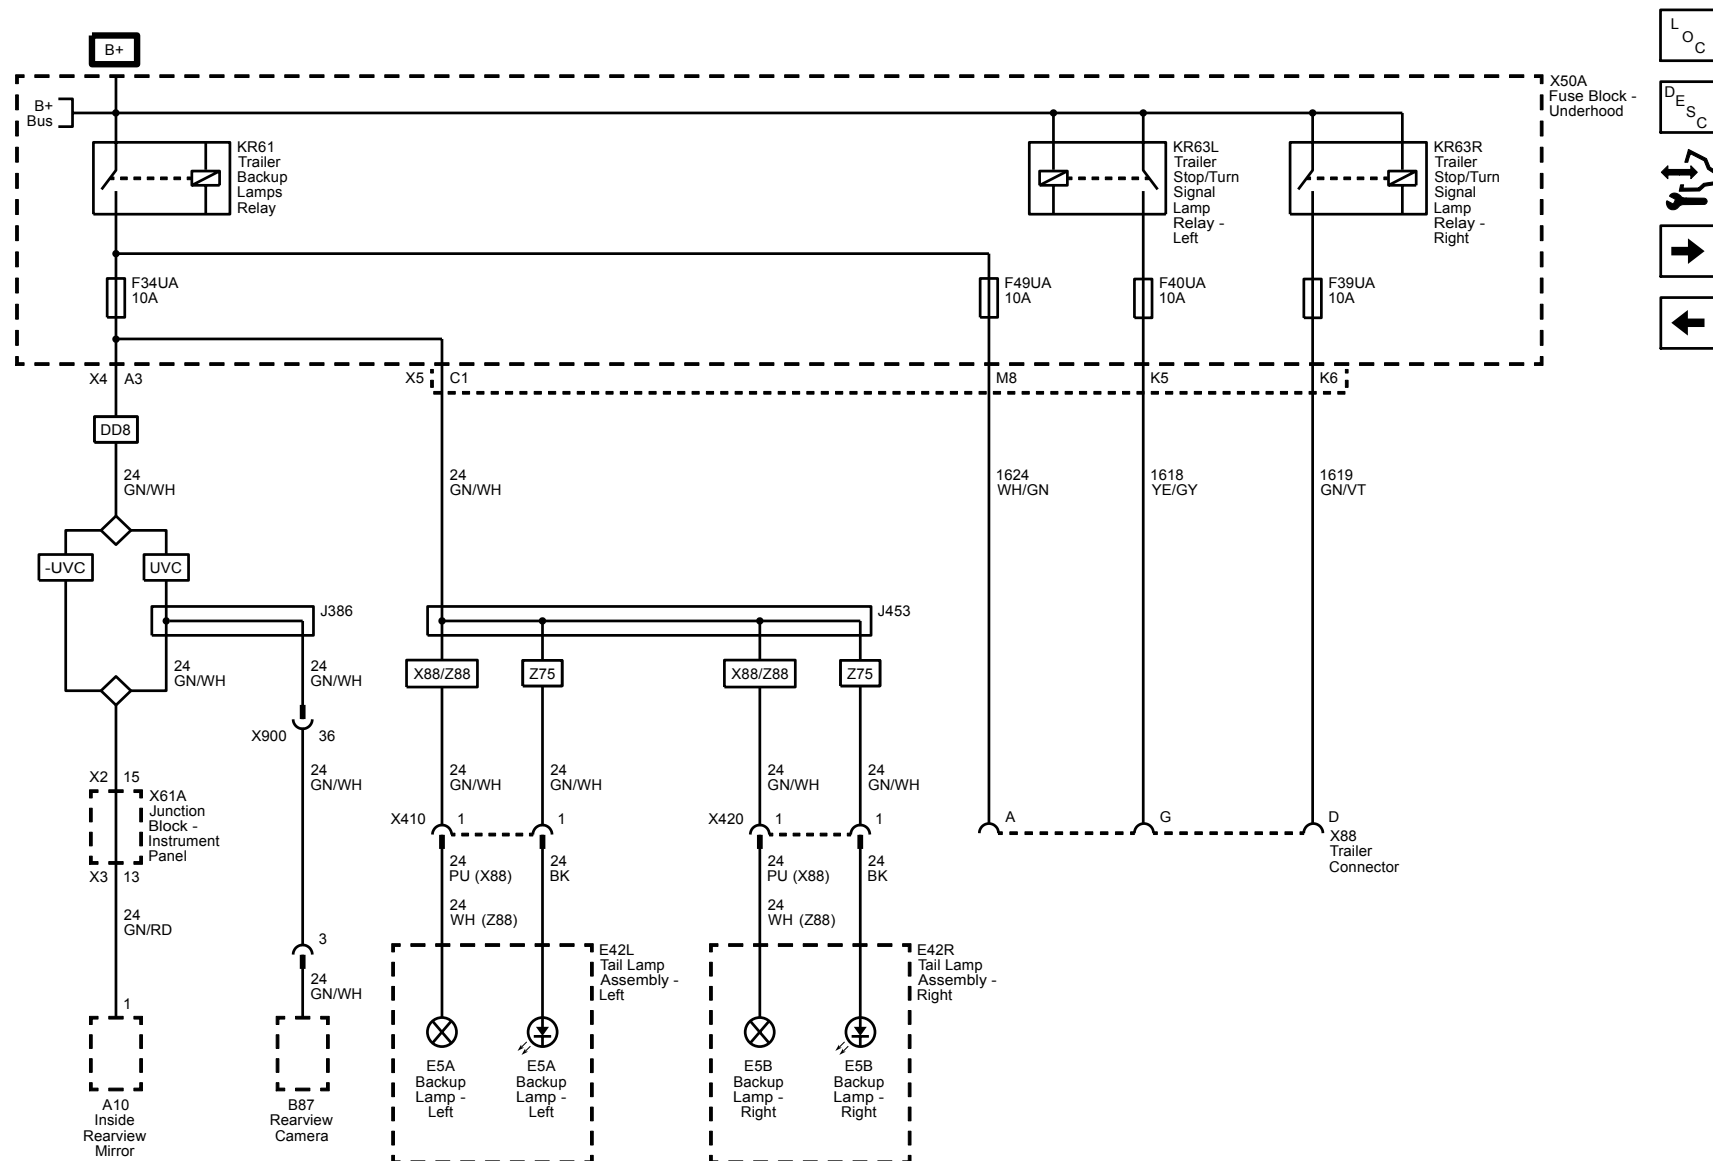 B+
L
O
C
D
E
S
C
X50A
Fuse Block -
Underhood
B+
Bus
KR61
Trailer
Backup
Lamps
Relay
KR63L
Trailer
Stop/Turn
Signal
Lamp
Relay -
Left
KR63R
Trailer
Stop/Turn
Signal
Lamp
Relay -
Right
F34UA
10A
F49UA
10A
F40UA
10A
F39UA
10A
X4 A3
X5 C1
M8
K5
K6
DD8
24
GN/WH
24
GN/WH
1624
WH/GN
1618
YE/GY
1619
GN/VT
-UVC
UVC
J386
J453
24
GN/WH
24
GN/WH
X88/Z88
Z75
X88/Z88
Z75
X900 36
24
GN/WH
24
GN/WH
24
GN/WH
24
GN/WH
24
GN/WH
X2 15
X61A
Junction
Block -
Instrument
Panel
X3 13
X410 1
1
X420 1
1
A
G
D
X88
Trailer
Connector
24
PU (X88)
24
BK
24
PU (X88)
24
BK
24
GN/RD
24
WH (Z88)
24
WH (Z88)
3
24
GN/WH
E42L
Tail Lamp
Assembly -
Left
E42R
Tail Lamp
Assembly -
Right
1
A10
Inside
Rearview
Mirror
B87
Rearview
Camera
E5A
Backup
Lamp -
Left
E5A
Backup
Lamp -
Left
E5B
Backup
Lamp -
Right
E5B
Backup
Lamp -
Right